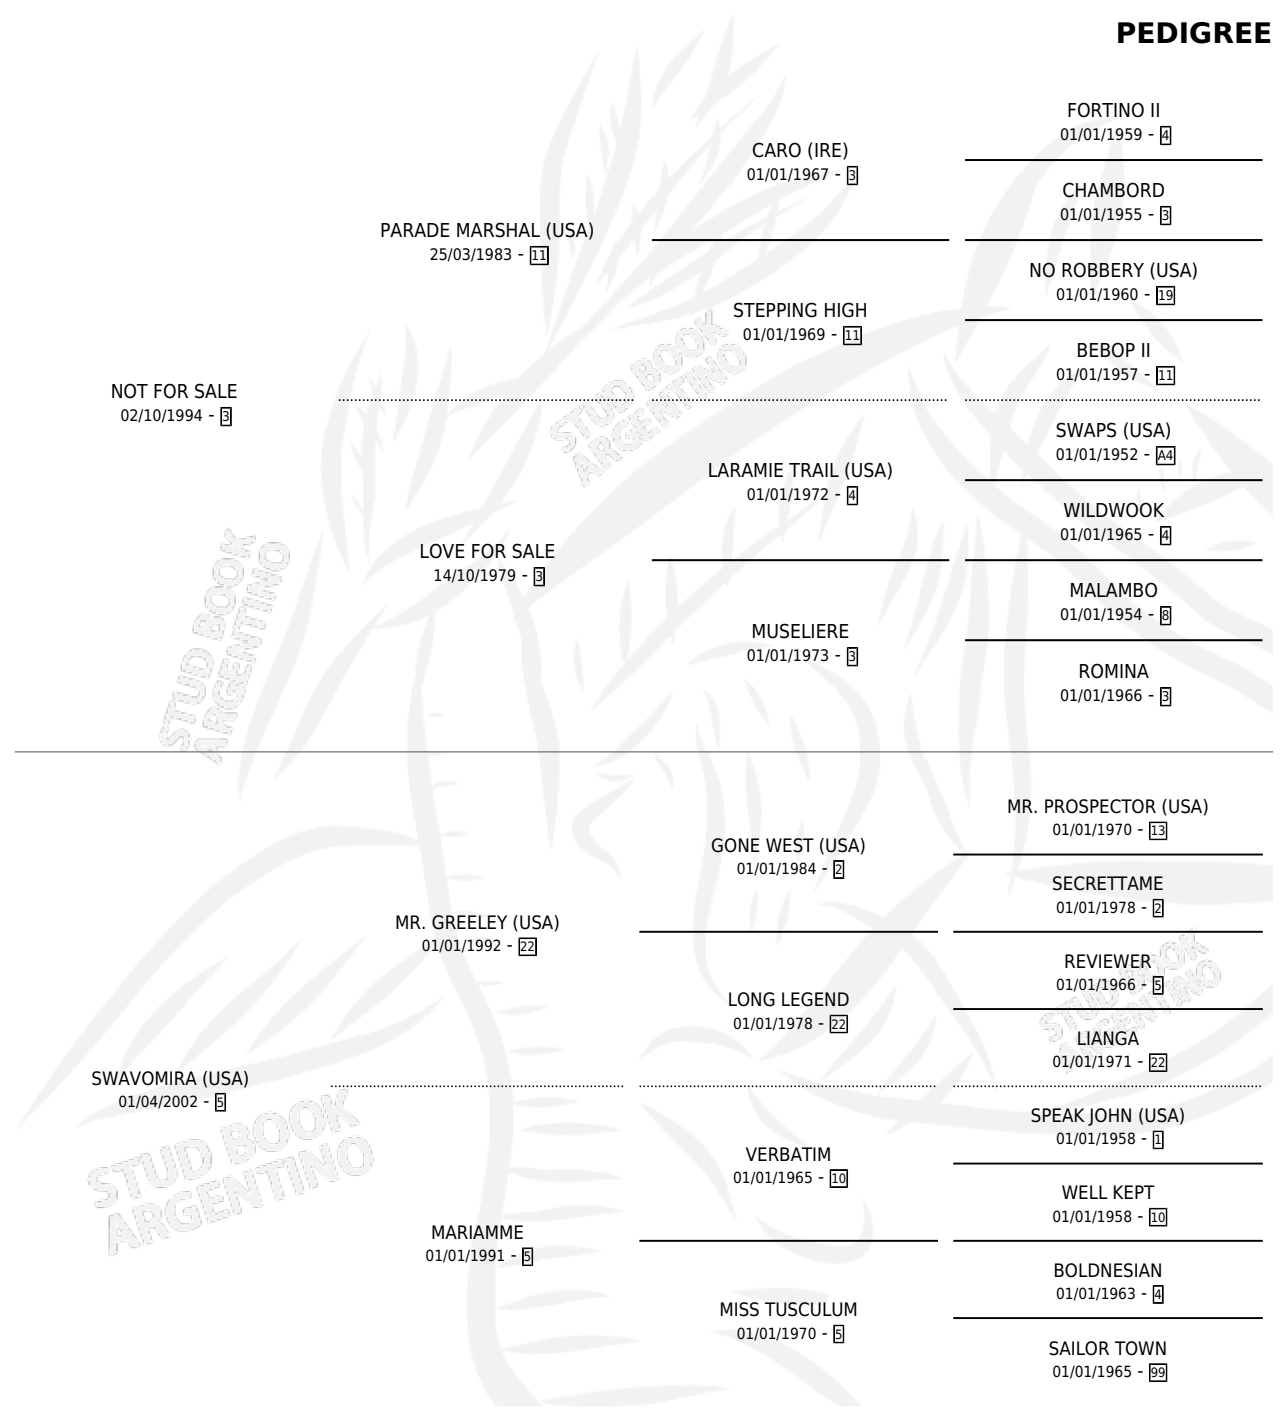 PEDIGREE
FORTINO II
01/01/1959 - 4
CARO (IRE)
01/01/1967 - 3
CHAMBORD
01/01/1955 - 3
PARADE MARSHAL (USA)
25/03/1983 - 11
NO ROBBERY (USA)
01/01/1960 - 19
STEPPING HIGH
01/01/1969 - 11
BEBOP II
01/01/1957 - 11
NOT FOR SALE
02/10/1994 - 3
SWAPS (USA)
01/01/1952 - A4
LARAMIE TRAIL (USA)
01/01/1972 - 4
WILDWOOK
01/01/1965 - 4
LOVE FOR SALE
14/10/1979 - 3
MALAMBO
01/01/1954 - 8
MUSELIERE
01/01/1973 - 3
ROMINA
01/01/1966 - 3
MR. PROSPECTOR (USA)
01/01/1970 - 13
GONE WEST (USA)
01/01/1984 - 2
SECRETTAME
01/01/1978 - 2
MR. GREELEY (USA)
01/01/1992 - 22
REVIEWER
01/01/1966 - 5
LONG LEGEND
01/01/1978 - 22
LIANGA
01/01/1971 - 22
SWAVOMIRA (USA)
01/04/2002 - 5
SPEAK JOHN (USA)
01/01/1958 - 1
VERBATIM
01/01/1965 - 10
WELL KEPT
01/01/1958 - 10
MARIAMME
01/01/1991 - 5
BOLDNESIAN
01/01/1963 - 4
MISS TUSCULUM
01/01/1970 - 5
SAILOR TOWN
01/01/1965 - 99
STUD BOOK
ARGENTINO
STUD BOOK
ARGENTINO
STUD BOOK
ARGENTINO
STUD BOOK
ARGENTINO